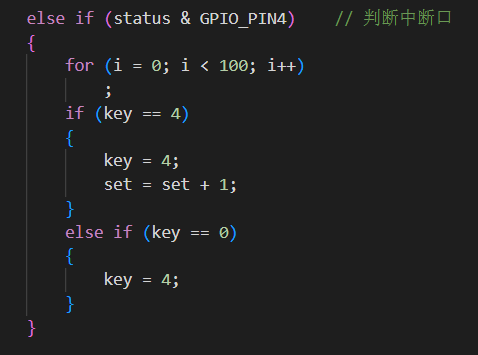 else if (status & GPIO_PIN4)    // 判断中断口
{
    for (i = 0; i < 100; i++)
        ;
    if (key == 4)
    {
        key = 4;
        set = set + 1;
    }
    else if (key == 0)
    {
        key = 4;
    }
}